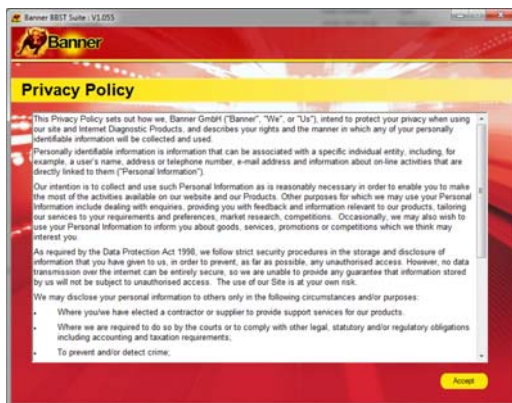 Banner BBST Suite : V1.055
Banner
Privacy Policy
This Privacy Policy sets out how we, Banner GmbH ("Banner", "We", or "Us"), intend to protect your privacy when using
our site and Internet Diagnostic Products, and describes your rights and the manner in which any of your personally
identifiable information will be collected and used.
Personally identifiable information is information that can be associated with a specific individual entity, including, for
example, a user's name, address or telephone number, e-mail address and information about on-line activities that are
directly linked to them ("Personal Information").
Our intention is to collect and use such Personal Information as is reasonably necessary in order to enable you to make
the most of the activities available on our website and our Products. Other purposes for which we may use your Personal
Information include dealing with enquiries, providing you with feedback and information relevant to our products, tailoring
our services to your requirements and preferences, market research, competitions. Occasionally, we may also wish to
use your Personal Information to inform you about goods, services, promotions or competitions which we think may
interest you.
As required by the Data Protection Act 1998, we follow strict security procedures in the storage and disclosure of
information that you have given to us, in order to prevent, as far as possible, any unauthorised access. However, no data
transmission over the internet can be entirely secure, so we are unable to provide any guarantee that information stored
by us will not be subject to unauthorised access. The use of our Site is at your own risk.
We may disclose your personal information to others only in the following circumstances and/or purposes:
• Where you/we have elected a contractor or supplier to provide support services for our products.
• Where we are required to do so by the courts or to comply with other legal, statutory and/or regulatory obligations
including accounting and taxation requirements;
• To prevent and/or detect crime;
Accept